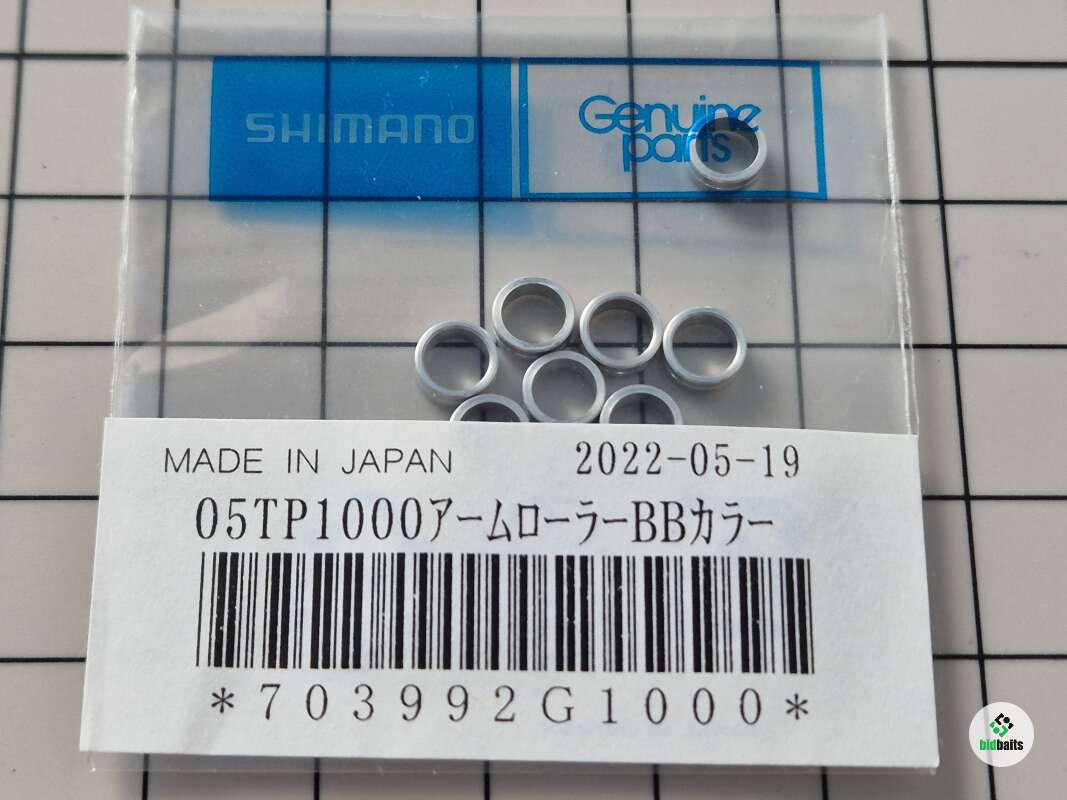 SHIMANO
Genuine
parts
MADE IN JAPAN 2022-05-19
05TP1000ｱｰﾑﾛｰﾗｰBBｶﾗｰ
*703992G1000*
bidbaits